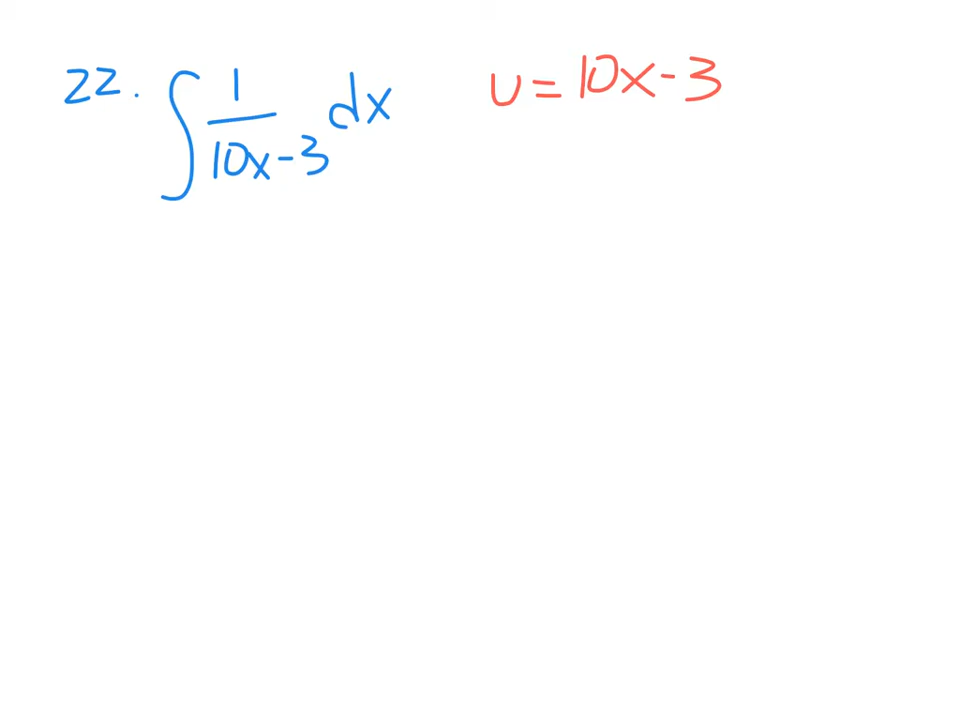 22. ∫ 1/(10x-3) dx
u = 10x-3